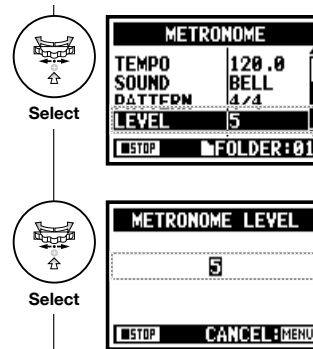 METRONOME
TEMPO 120.0
SOUND BELL
PATTERN 4/4
LEVEL 5
STOP FOLDER:01
Select
METRONOME LEVEL
5
Select
STOP CANCEL:MENU